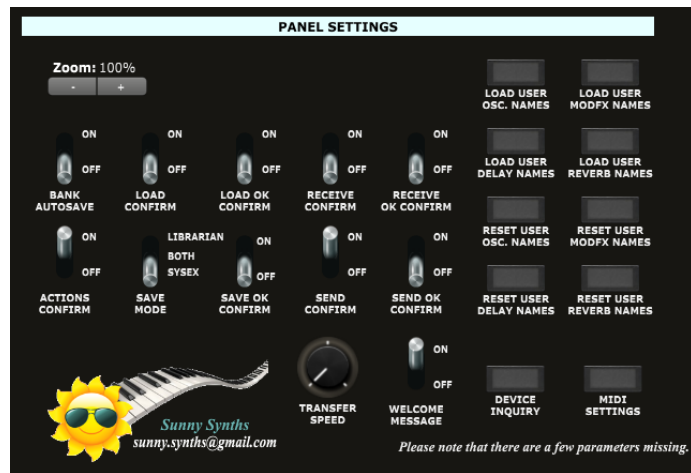 PANEL SETTINGS
Zoom: 100%
- +
LOAD USER
OSC. NAMES
LOAD USER
MODFX NAMES
ON
OFF
BANK
AUTOSAVE
ON
OFF
LOAD
CONFIRM
ON
OFF
LOAD OK
CONFIRM
ON
OFF
RECEIVE
CONFIRM
ON
OFF
RECEIVE
OK CONFIRM
LOAD USER
DELAY NAMES
LOAD USER
REVERB NAMES
RESET USER
OSC. NAMES
RESET USER
MODFX NAMES
ON
OFF
ACTIONS
CONFIRM
LIBRARIAN
BOTH
SYSEX
SAVE
MODE
ON
OFF
SAVE OK
CONFIRM
ON
OFF
SEND
CONFIRM
ON
OFF
SEND OK
CONFIRM
RESET USER
DELAY NAMES
RESET USER
REVERB NAMES
Sunny Synths
sunny.synths@gmail.com
TRANSFER
SPEED
ON
OFF
WELCOME
MESSAGE
DEVICE
INQUIRY
MIDI
SETTINGS
Please note that there are a few parameters missing.